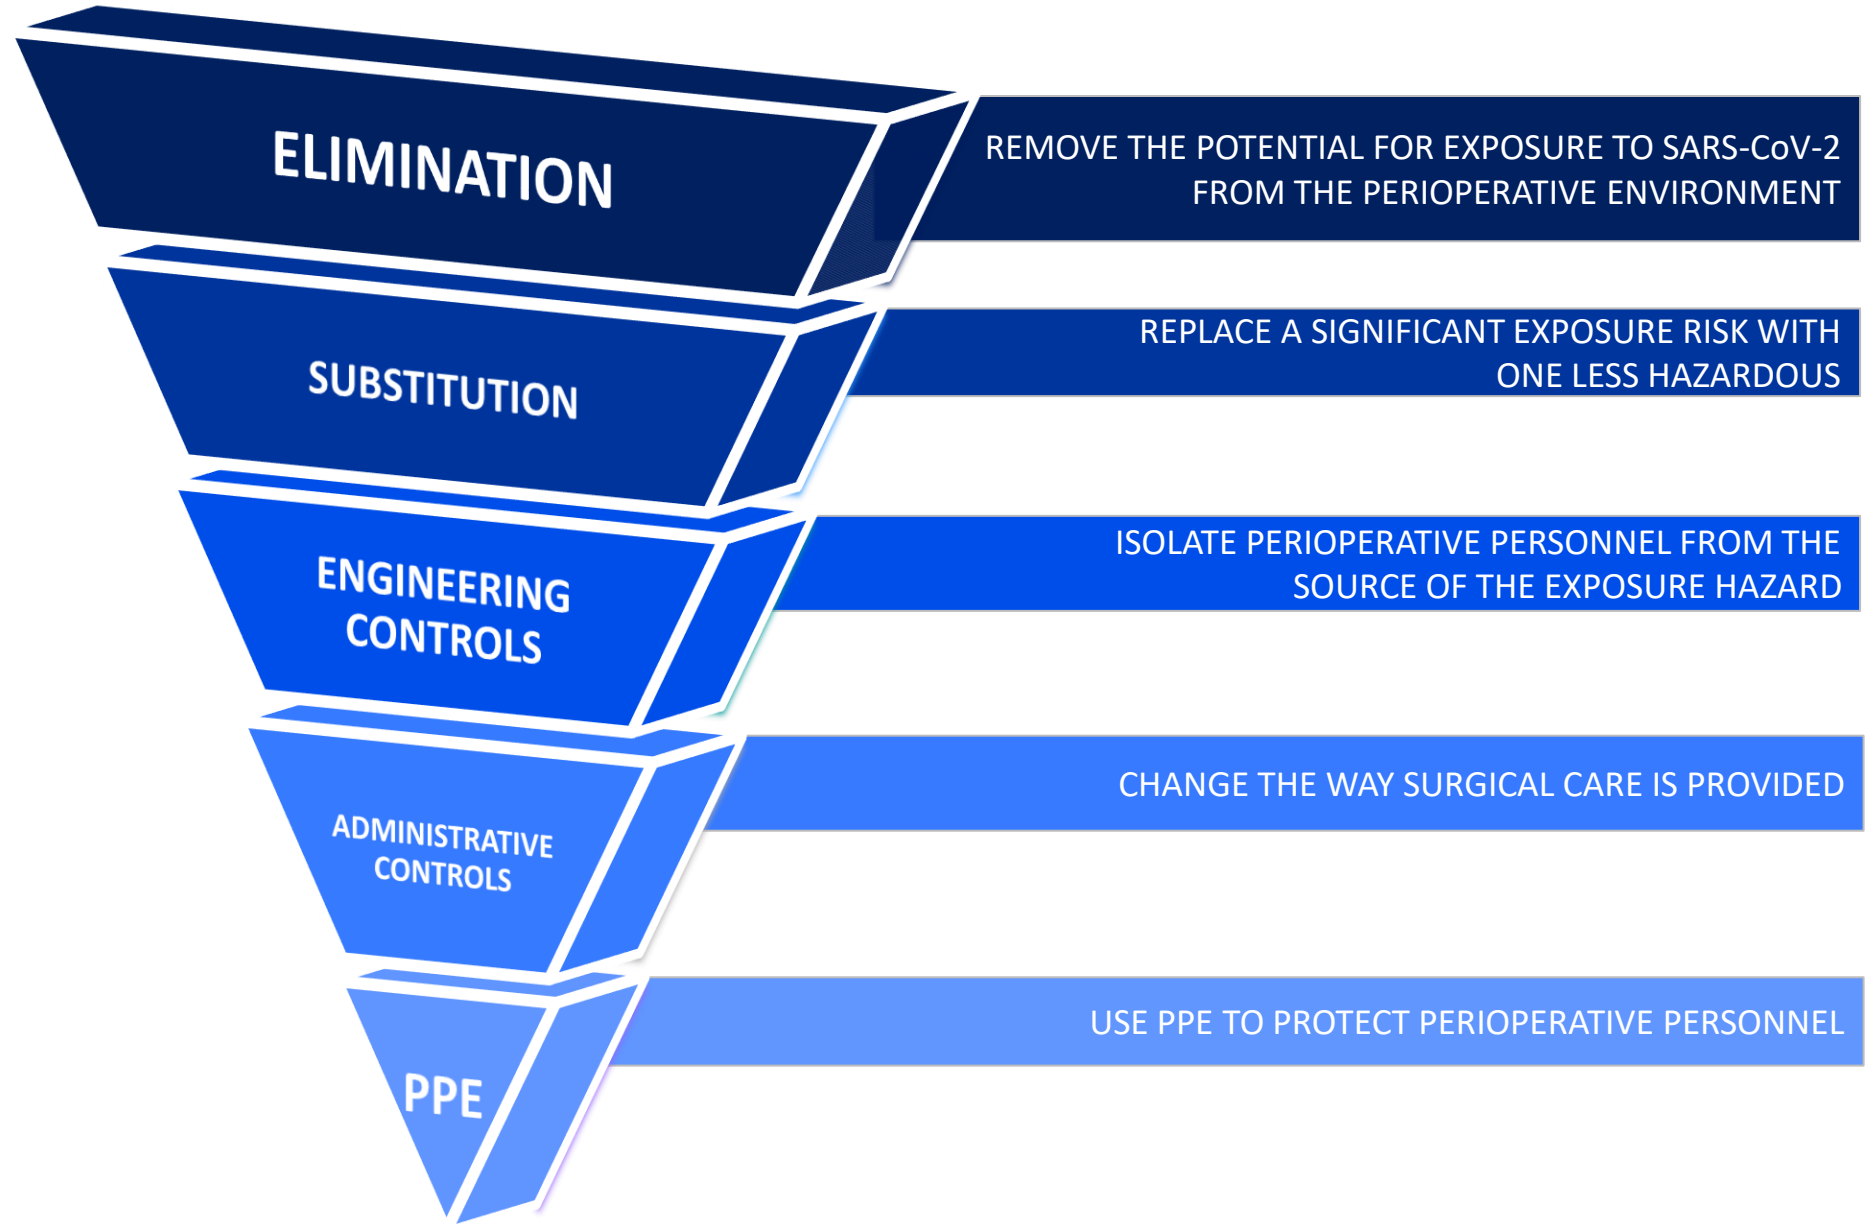 ELIMINATION
REMOVE THE POTENTIAL FOR EXPOSURE TO SARS-CoV-2
FROM THE PERIOPERATIVE ENVIRONMENT
SUBSTITUTION
REPLACE A SIGNIFICANT EXPOSURE RISK WITH
ONE LESS HAZARDOUS
ENGINEERING
CONTROLS
ISOLATE PERIOPERATIVE PERSONNEL FROM THE
SOURCE OF THE EXPOSURE HAZARD
ADMINISTRATIVE
CONTROLS
CHANGE THE WAY SURGICAL CARE IS PROVIDED
PPE
USE PPE TO PROTECT PERIOPERATIVE PERSONNEL